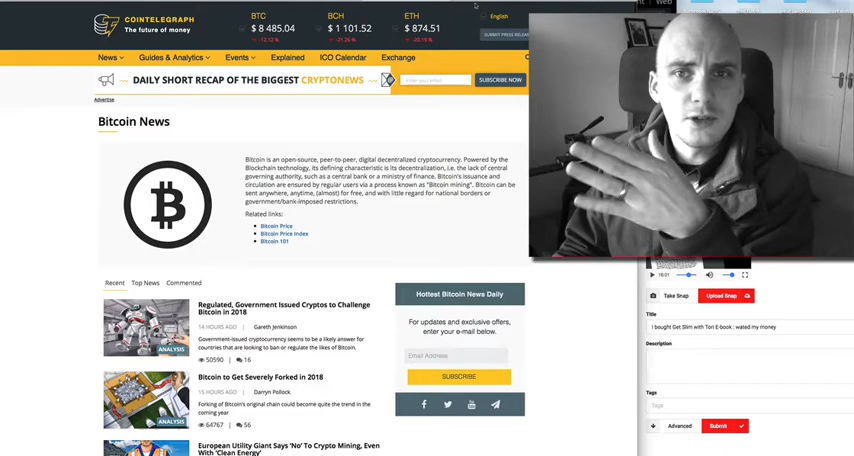 nt
Web
COINTELEGRAPH
The future of money
BTC
$ 8 485.04
BCH
$ 1 101.52
ETH
$ 874.51
English
SUBMIT PRESS RELEA
News
Guides & Analytics
Events
Explained
ICO Calendar
Exchange
DAILY SHORT RECAP OF THE BIGGEST CRYPTONEWS
Enter your email
SUBSCRIBE NOW
Advertise
Bitcoin News
Bitcoin is an open-source, peer-to-peer, digital decentralized cryptocurrency. Powered by the
Blockchain technology, its defining characteristic is its decentralization, i.e. the lack of central
governing authority, such as a central bank or a ministry of finance. Bitcoin's issuance and
circulation are ensured by regular users via a process known as "Bitcoin mining". Bitcoin can be
sent anywhere, anytime, (almost) for free, and with little regard for national borders or
government/bank-imposed restrictions.
Related links:
Bitcoin Price
Bitcoin Price Index
Bitcoin 101
Recent
Top News
Commented
Regulated, Government Issued Cryptos to Challenge
Bitcoin in 2018
14 HOURS AGO
Gareth Jenkinson
Government-issued cryptocurrency seems to be a likely answer for
countries that are looking to ban or regulate the likes of Bitcoin.
ANALYSIS
50590
16
Bitcoin to Get Severely Forked in 2018
15 HOURS AGO
Darryn Pollock
Forking of Bitcoin's original chain could become quite the trend in the
coming year
ANALYSIS
64767
56
European Utility Giant Says 'No' To Crypto Mining, Even
With 'Clean Energy'
Hottest Bitcoin News Daily
For updates and exclusive offers,
enter your e-mail below.
Email Address
SUBSCRIBE
Take Snap
Upload Snap
Title
I bought Get Slim with Tori E-book : wated my money
Description
Tags
Tags
Advanced
Submit